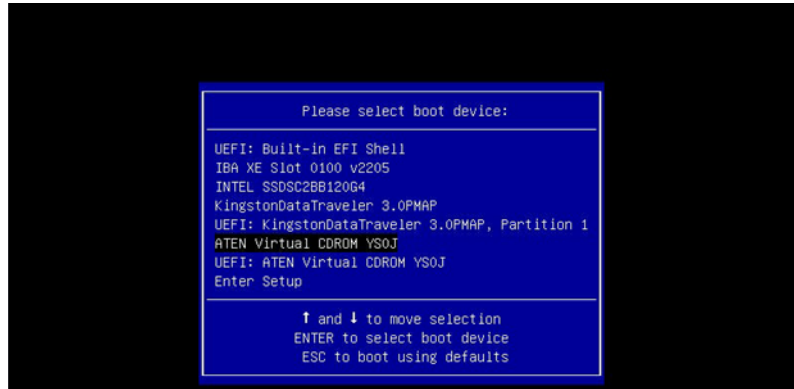 Please select boot device:
UEFI: Built-in EFI Shell
IBA XE Slot 0100 v2205
INTEL SSDSC2BB120G4
KingstonDataTraveler 3.0PMAP
UEFI: KingstonDataTraveler 3.0PMAP, Partition 1
ATEN Virtual CDROM YS0J
UEFI: ATEN Virtual CDROM YS0J
Enter Setup
↑ and ↓ to move selection
ENTER to select boot device
ESC to boot using defaults